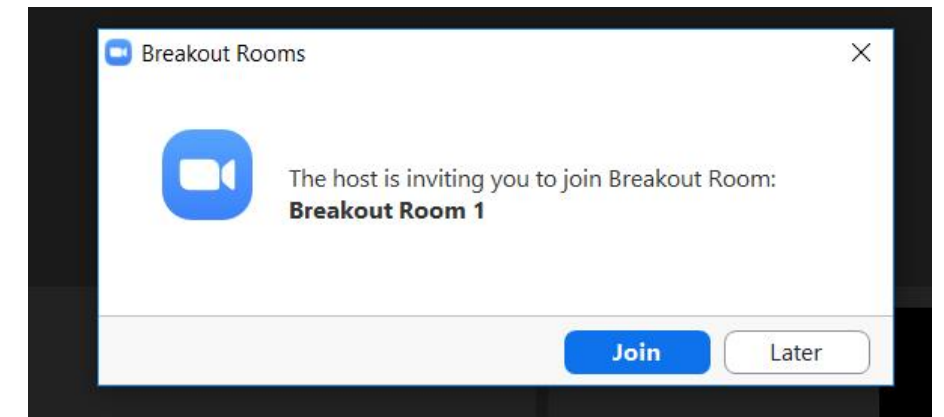 Breakout Rooms
The host is inviting you to join Breakout Room:
Breakout Room 1
Join
Later